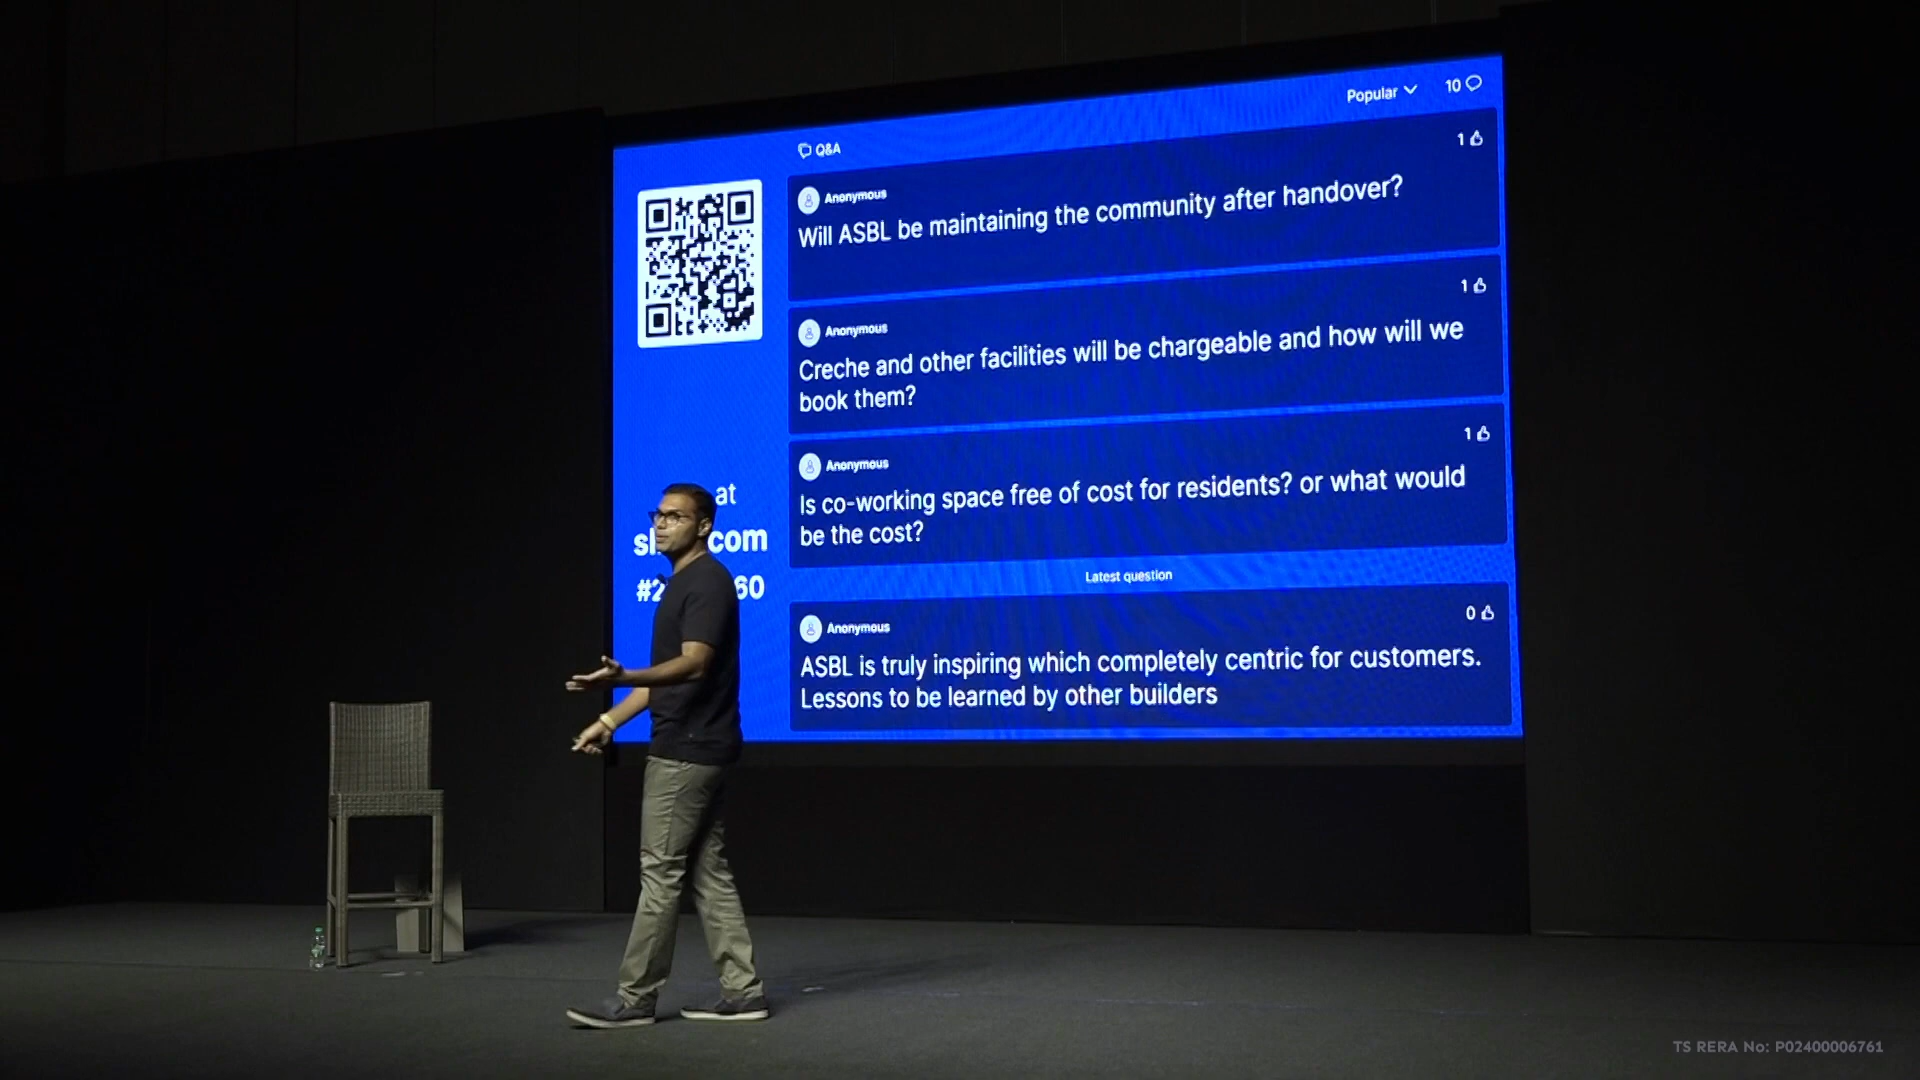 Popular
10
Q&A
1
Anonymous
Will ASBL be maintaining the community after handover?
1
Anonymous
Creche and other facilities will be chargeable and how will we
book them?
1
Anonymous
Is co-working space free of cost for residents? or what would
be the cost?
at
com
Latest question
0
Anonymous
ASBL is truly inspiring which completely centric for customers.
Lessons to be learned by other builders
TS RERA No: P02400006761